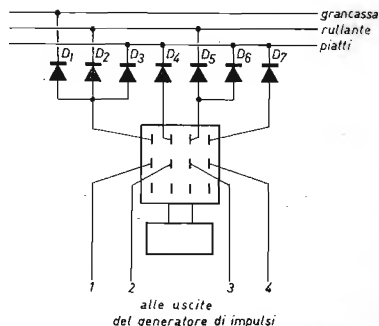 grancassa
rullante
piatti
D1 D2 D3 D4 D5 D6 D7
1 2 3 4
alle uscite
del generatore di impulsi